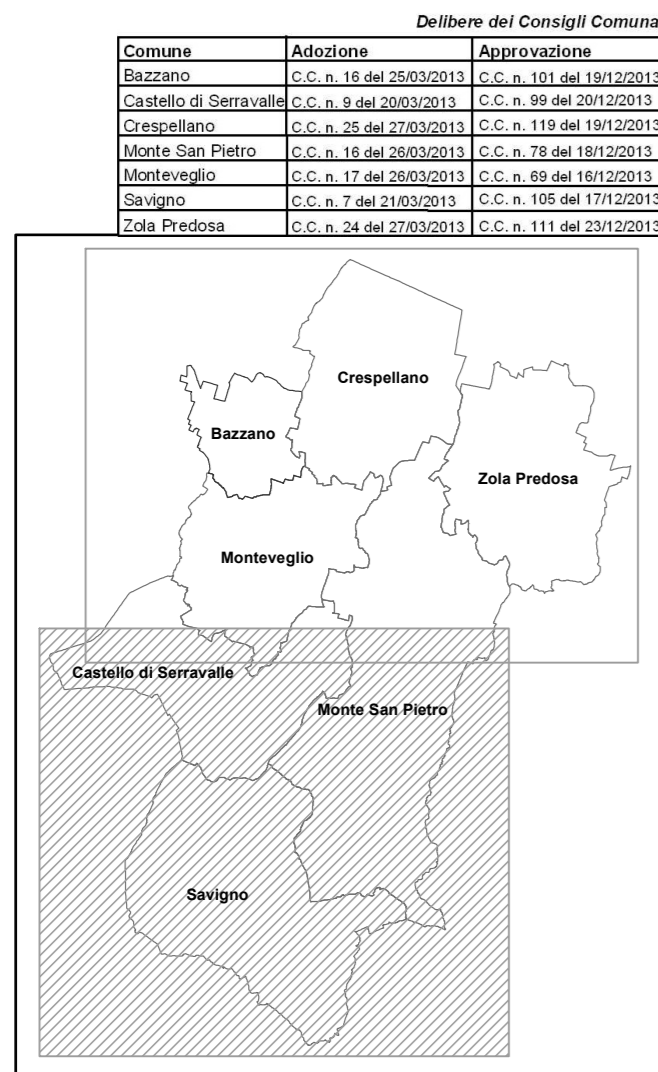 Delibere dei Consigli Comuna
Comune Adozione Approvazione
Bazzano C.C. n. 16 del 25/03/2013 C.C. n. 101 del 19/12/2013
Castello di Serravalle C.C. n. 9 del 20/03/2013 C.C. n. 99 del 20/12/2013
Crespellano C.C. n. 25 del 27/03/2013 C.C. n. 119 del 19/12/2013
Monte San Pietro C.C. n. 16 del 26/03/2013 C.C. n. 78 del 18/12/2013
Monteveglio C.C. n. 17 del 26/03/2013 C.C. n. 69 del 16/12/2013
Savigno C.C. n. 7 del 21/03/2013 C.C. n. 105 del 17/12/2013
Zola Predosa C.C. n. 24 del 27/03/2013 C.C. n. 111 del 23/12/2013
Crespellano
Bazzano
Zola Predosa
Monteveglio
Castello di Serravalle
Monte San Pietro
Savigno